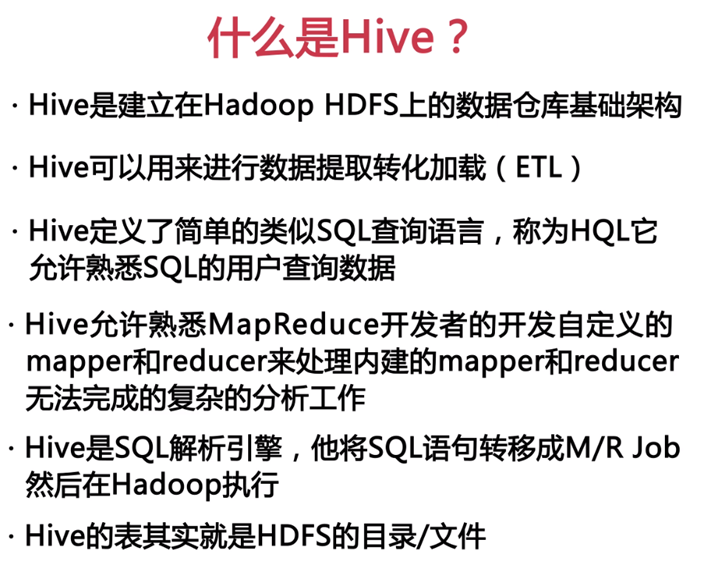 什么是Hive？
· Hive是建立在Hadoop HDFS上的数据仓库基础架构
· Hive可以用来进行数据提取转化加载（ETL）
· Hive定义了简单的类似SQL查询语言，称为HQL它
允许熟悉SQL的用户查询数据
· Hive允许熟悉MapReduce开发者的开发自定义的
mapper和reducer来处理内建的mapper和reducer
无法完成的复杂的分析工作
· Hive是SQL解析引擎，他将SQL语句转移成M/R Job
然后在Hadoop执行
· Hive的表其实就是HDFS的目录/文件